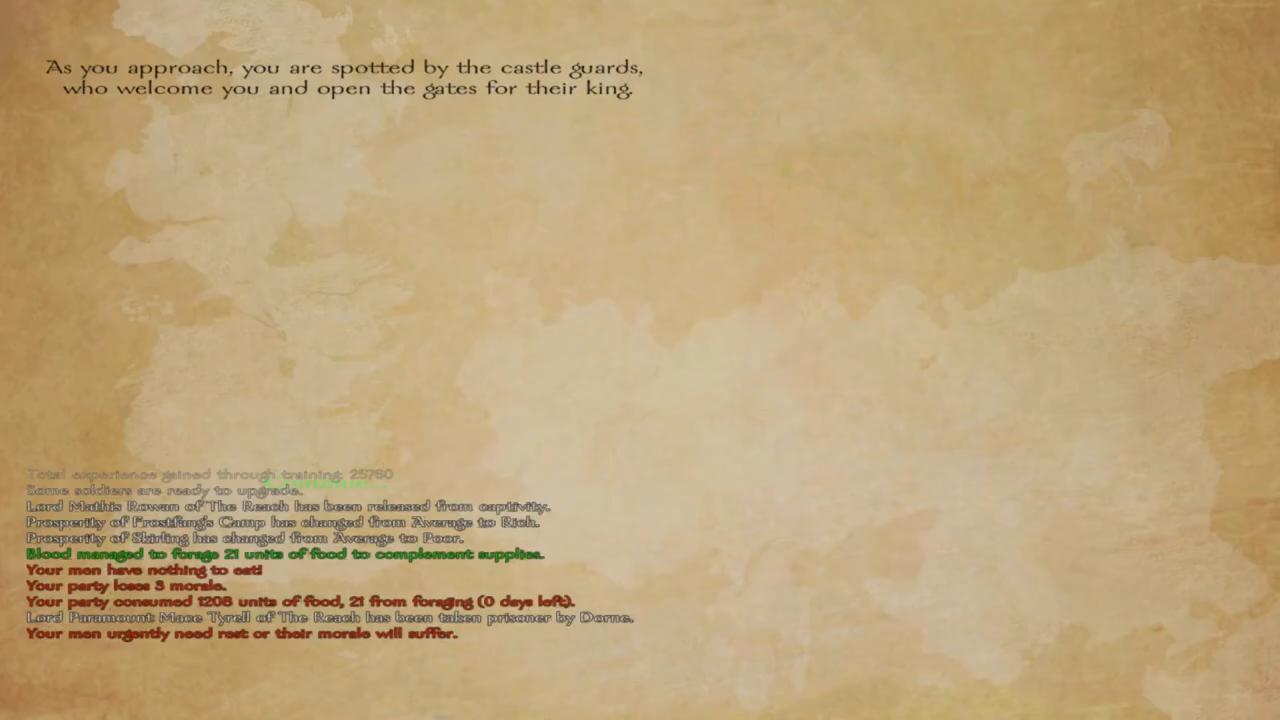 As you approach, you are spotted by the castle guards,
who welcome you and open the gates for their king.
Total experience gained through training: 25760
Some soldiers are ready to upgrade.
Lord Mathis Rowan of The Reach has been released from captivity.
Prosperity of Frostfang's Camp has changed from Average to Rich.
Prosperity of Skirling has changed from Average to Poor.
Blood managed to forage 21 units of food to complement supplies.
Your men have nothing to eat!
Your party loses 3 morale.
Your party consumed 1208 units of food, 21 from foraging (0 days left).
Lord Paramount Mace Tyrell of The Reach has been taken prisoner by Dorne.
Your men urgently need rest or their morale will suffer.